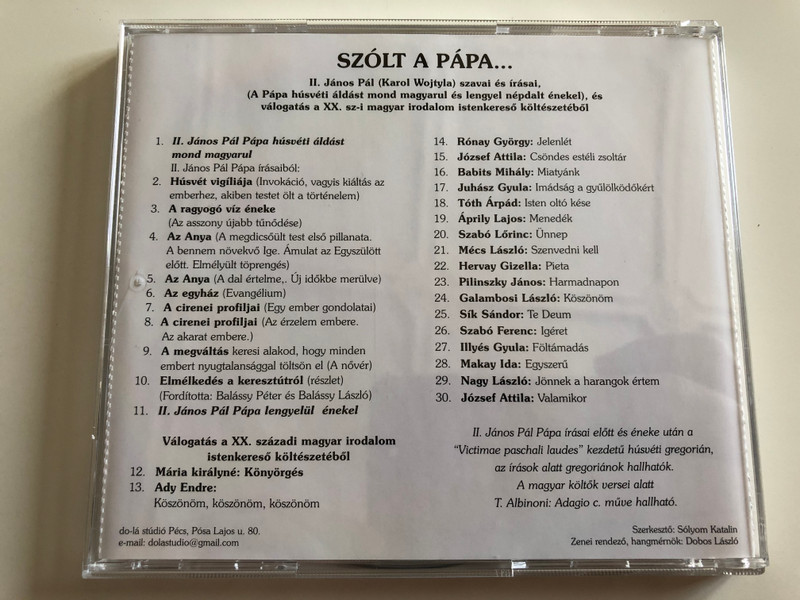 SZÓLT A PÁPA...
II. János Pál (Karol Wojtyla) szavai és írásai,
(A Pápa húsvéti áldást mond magyarul és lengyel népdalt énekel), és
válogatás a XX. sz-i magyar irodalom istenkereső költészetéből
1. II. János Pál Pápa húsvéti áldást
mond magyarul
II. János Pál Pápa írásaiból:
2. Húsvét vigíliája (Invokáció, vagyis kiáltás az
emberhez, akiben testet ölt a történelem)
3. A ragyogó víz éneke
(Az asszony újabb tűnődése)
4. Az Anya (A megdicsőült test első pillanata.
A bennem növekvő Ige. Ámulat az Egyszülött
előtt. Elmélyült töprengés)
5. Az Anya (A dal értelme,. Új időkbe merülve)
6. Az egyház (Evangélium)
7. A cirenei profiljai (Egy ember gondolatai)
8. A cirenei profiljai (Az érzelem embere.
Az akarat embere.)
9. A megváltás keresi alakod, hogy minden
embert nyugtalansággal töltsön el (A nővér)
10. Elmélkedés a keresztútról (részlet)
(Fordította: Balássy Péter és Balássy László)
11. II. János Pál Pápa lengyelül énekel
Válogatás a XX. századi magyar irodalom
istenkereső költészetéből
12. Mária királyné: Könyörgés
13. Ady Endre:
Köszönöm, köszönöm, köszönöm
14. Rónay György: Jelenlét
15. József Attila: Csöndes estéli zsoltár
16. Babits Mihály: Miatyánk
17. Juhász Gyula: Imádság a gyűlölködőkért
18. Tóth Árpád: Isten oltó kése
19. Áprily Lajos: Menedék
20. Szabó Lőrinc: Ünnep
21. Mécs László: Szenvedni kell
22. Hervay Gizella: Pieta
23. Pilinszky János: Harmadnapon
24. Galambosi László: Köszönöm
25. Sík Sándor: Te Deum
26. Szabó Ferenc: Igéret
27. Illyés Gyula: Föltámadás
28. Makay Ida: Egyszerű
29. Nagy László: Jönnek a harangok értem
30. József Attila: Valamikor
II. János Pál Pápa írásai előtt és éneke után a
"Victimae paschali laudes" kezdetű húsvéti gregorián,
az írások alatt gregoriánok hallhatók.
A magyar költők versei alatt
T. Albinoni: Adagio c. műve hallható.
do-lá stúdió Pécs, Pósa Lajos u. 80.
e-mail: dolastudio@gmail.com
Szerkesztő: Sólyom Katalin
Zenei rendező, hangmérnök: Dobos László